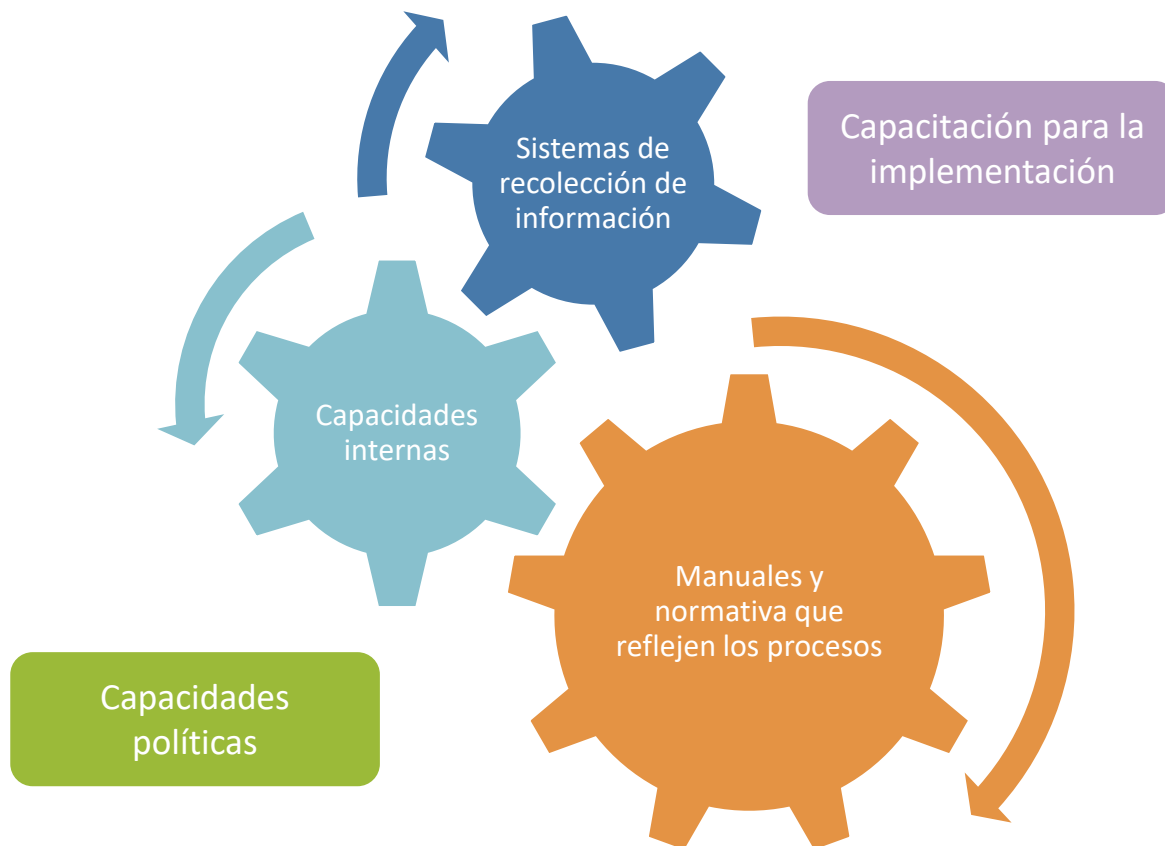 Sistemas de
recolección de
información
Capacitación para la
implementación
Capacidades
internas
Manuales y
normativa que
reflejen los procesos
Capacidades
políticas